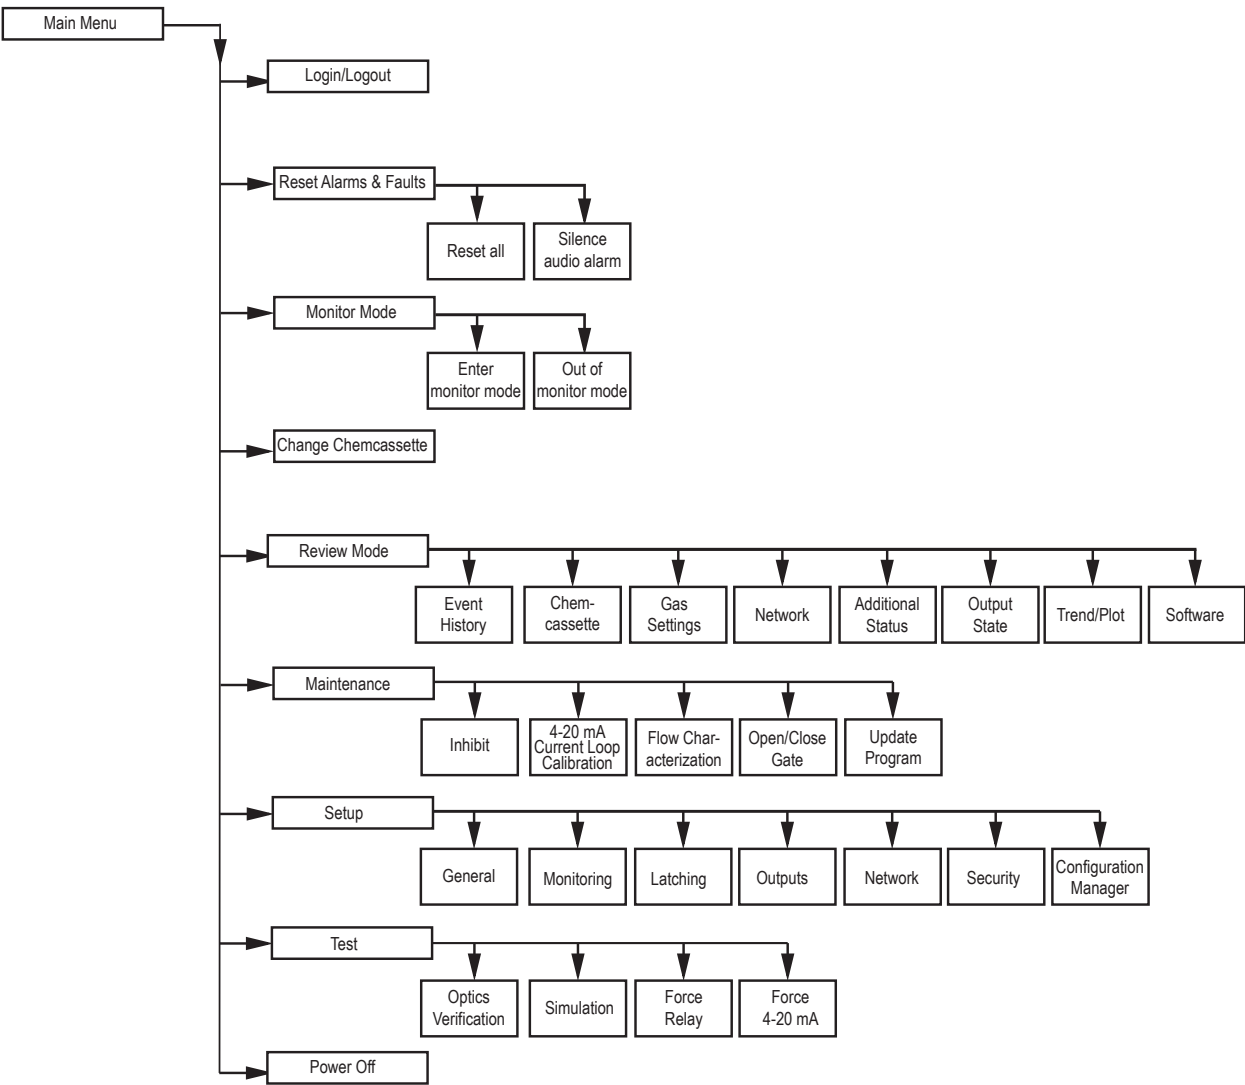 Main Menu
Login/Logout
Reset Alarms & Faults
Reset all
Silence
audio alarm
Monitor Mode
Enter
monitor mode
Out of
monitor mode
Change Chemcassette
Review Mode
Event
History
Chem-
cassette
Gas
Settings
Network
Additional
Status
Output
State
Trend/Plot
Software
Maintenance
Inhibit
4-20 mA
Current Loop
Calibration
Flow Char-
acterization
Open/Close
Gate
Update
Program
Setup
General
Monitoring
Latching
Outputs
Network
Security
Configuration
Manager
Test
Optics
Verification
Simulation
Force
Relay
Force
4-20 mA
Power Off